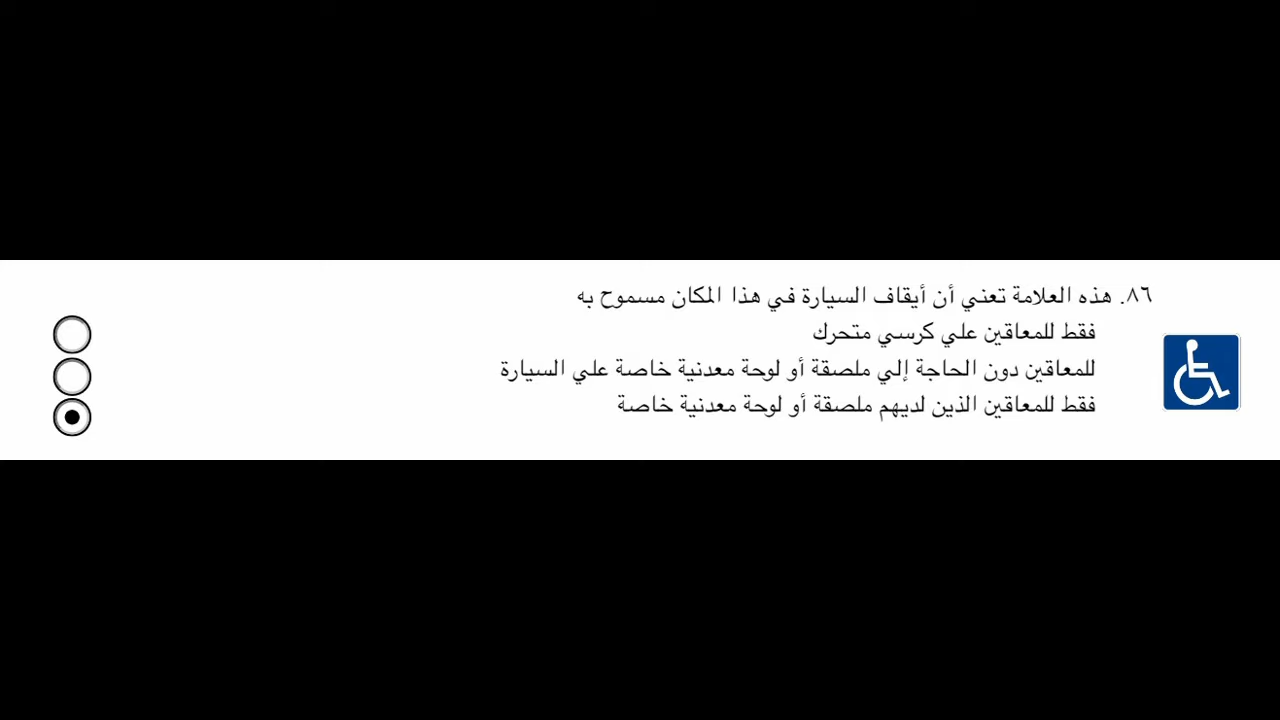 ٨٦. هذه العلامة تعني أن أيقاف السيارة في هذا المكان مسموح به
فقط للمعاقين علي كرسي متحرك
للمعاقين دون الحاجة إلي ملصقة أو لوحة معدنية خاصة علي السيارة
فقط للمعاقين الذين لديهم ملصقة أو لوحة معدنية خاصة